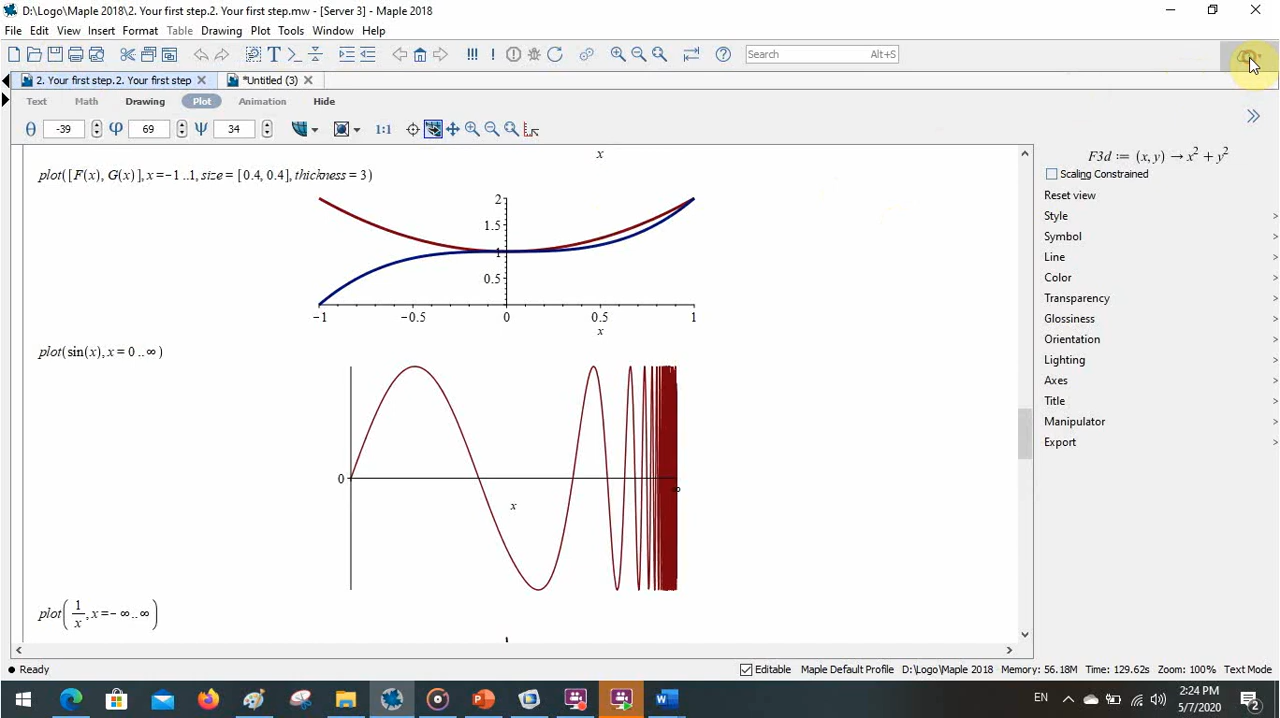 D:\Logo\Maple 2018\2. Your first step.2. Your first step.mw - [Server 3] - Maple 2018
File Edit View Insert Format Table Drawing Plot Tools Window Help
Search Alt+S
2. Your first step.2. Your first step *Untitled (3)
Text Math Drawing Plot Animation Hide
θ -39 φ 69 ψ 34 1:1
x
plot([F(x), G(x)], x = -1 ..1, size = [0.4, 0.4], thickness = 3)
2
1.5
1
0.5
-1 -0.5 0 0.5 1
x
plot(sin(x), x = 0 .. ∞)
0
∞
x
plot(1/x, x = - ∞ .. ∞)
F3d := (x, y) → x² + y²
Scaling Constrained
Reset view
Style >
Symbol >
Line >
Color >
Transparency >
Glossiness >
Orientation >
Lighting >
Axes >
Title >
Manipulator >
Export >
Ready Editable Maple Default Profile D:\Logo\Maple 2018 Memory: 56.18M Time: 129.62s Zoom: 100% Text Mode
EN 2:24 PM
5/7/2020 2